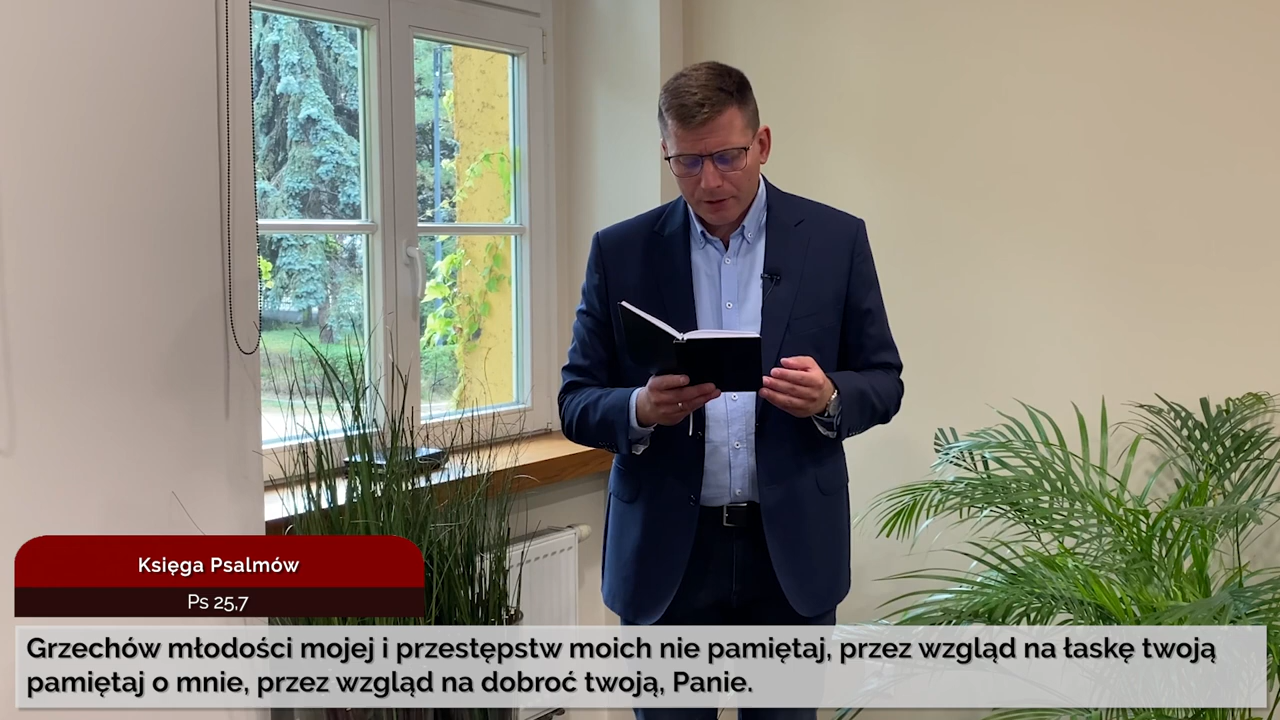 Księga Psalmów
Ps 25,7
Grzechów młodości mojej i przestępstw moich nie pamiętaj, przez wzgląd na łaskę twoją
pamiętaj o mnie, przez wzgląd na dobroć twoją, Panie.